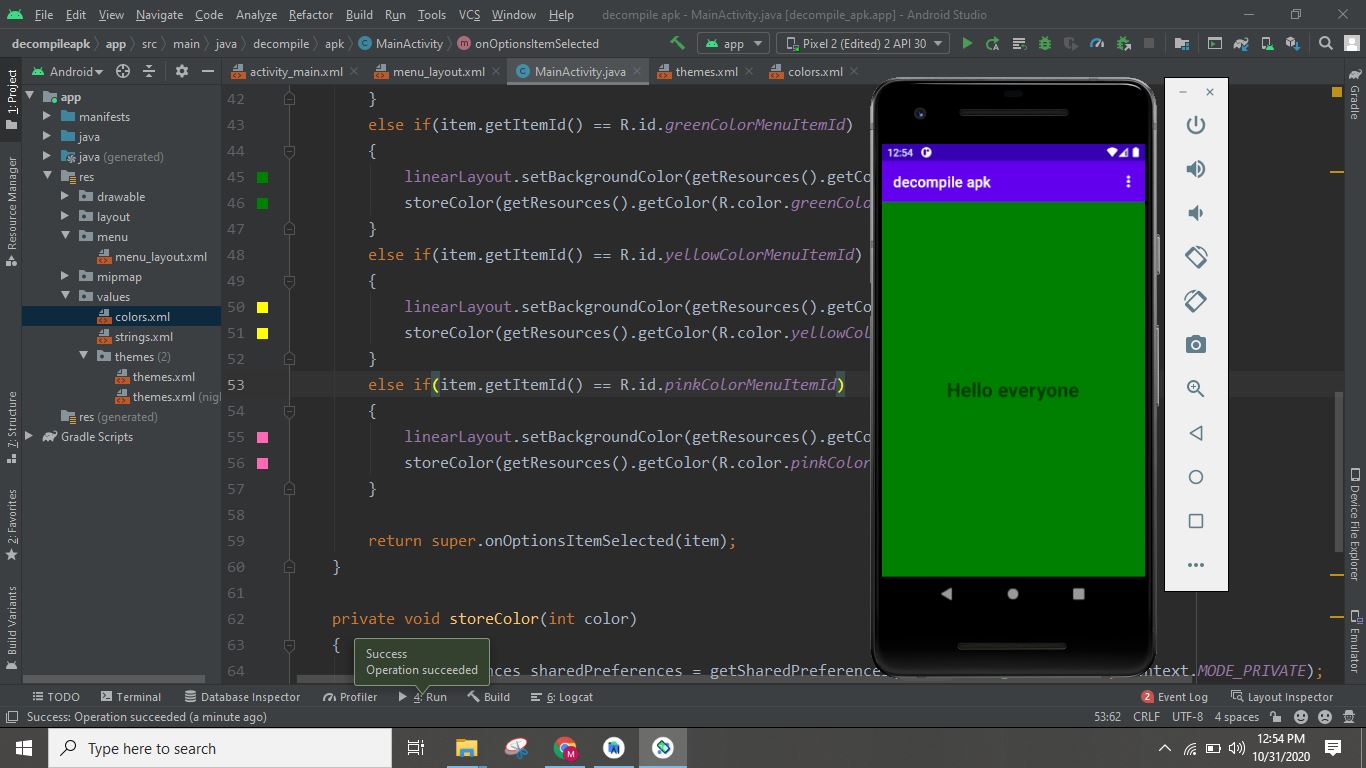 File Edit View Navigate Code Analyze Refactor Build Run Tools VCS Window Help decompile apk - MainActivity.java [decompile_apk.app] - Android Studio
decompileapk app src main java decompile apk MainActivity onOptionsItemSelected app Pixel 2 (Edited) 2 API 30
Android activity_main.xml menu_layout.xml MainActivity.java themes.xml colors.xml
1: Project
Resource Manager
7: Structure
2: Favorites
Build Variants
app
manifests
java
java (generated)
res
drawable
layout
menu
menu_layout.xml
mipmap
values
colors.xml
strings.xml
themes (2)
themes.xml
themes.xml (nig
res (generated)
Gradle Scripts
42 }
43 else if(item.getItemId() == R.id.greenColorMenuItemId)
44 {
45 linearLayout.setBackgroundColor(getResources().getCo
46 storeColor(getResources().getColor(R.color.greenColo
47 }
48 else if(item.getItemId() == R.id.yellowColorMenuItemId)
49 {
50 linearLayout.setBackgroundColor(getResources().getCo
51 storeColor(getResources().getColor(R.color.yellowCol
52 }
53 else if(item.getItemId() == R.id.pinkColorMenuItemId)
54 {
55 linearLayout.setBackgroundColor(getResources().getCo
56 storeColor(getResources().getColor(R.color.pinkColor
57 }
58
59 return super.onOptionsItemSelected(item);
60 }
61
62 private void storeColor(int color)
63 {
64 nces sharedPreferences = getSharedPreferences ntext.MODE_PRIVATE);
Success
Operation succeeded
12:54
decompile apk
Hello everyone
Gradle
Device File Explorer
Emulator
TODO Terminal Database Inspector Profiler 4: Run Build 6: Logcat 2 Event Log Layout Inspector
Success: Operation succeeded (a minute ago) 53:62 CRLF UTF-8 4 spaces
Type here to search M 12:54 PM
10/31/2020